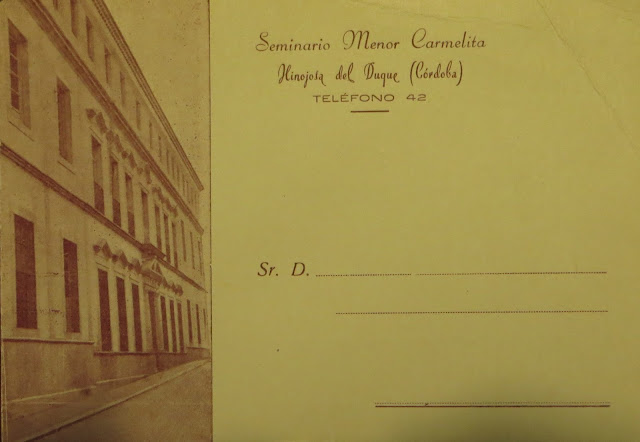 Seminario Menor Carmelita
Hinojosa del Duque (Córdoba)
TELÉFONO 42
Sr. D.